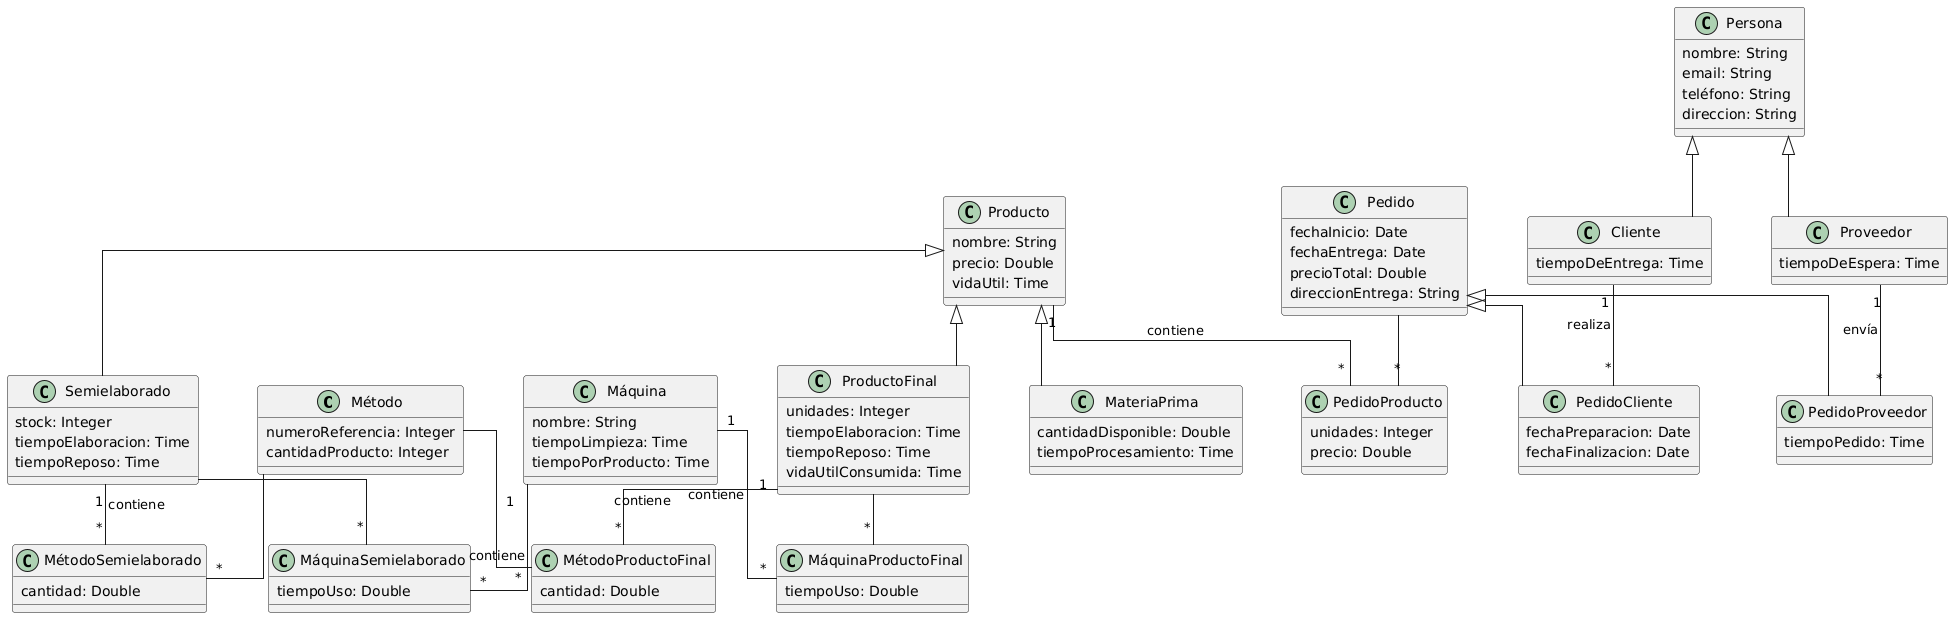 C Persona
nombre: String
email: String
teléfono: String
direccion: String
C Producto
nombre: String
precio: Double
vidaUtil: Time
C Pedido
fechaInicio: Date
fechaEntrega: Date
precioTotal: Double
direccionEntrega: String
C Cliente
tiempoDeEntrega: Time
C Proveedor
tiempoDeEspera: Time
1
contiene
*
*
1
realiza
*
1
envía
*
C Semielaborado
stock: Integer
tiempoElaboracion: Time
tiempoReposo: Time
C Método
numeroReferencia: Integer
cantidadProducto: Integer
C Máquina
nombre: String
tiempoLimpieza: Time
tiempoPorProducto: Time
C ProductoFinal
unidades: Integer
tiempoElaboracion: Time
tiempoReposo: Time
vidaUtilConsumida: Time
C MateriaPrima
cantidadDisponible: Double
tiempoProcesamiento: Time
C PedidoProducto
unidades: Integer
precio: Double
C PedidoCliente
fechaPreparacion: Date
fechaFinalizacion: Date
C PedidoProveedor
tiempoPedido: Time
1
contiene
*
*
1
contiene
*
*
1
contiene
*
1
contiene
*
*
C MétodoSemielaborado
cantidad: Double
C MáquinaSemielaborado
tiempoUso: Double
C MétodoProductoFinal
cantidad: Double
C MáquinaProductoFinal
tiempoUso: Double